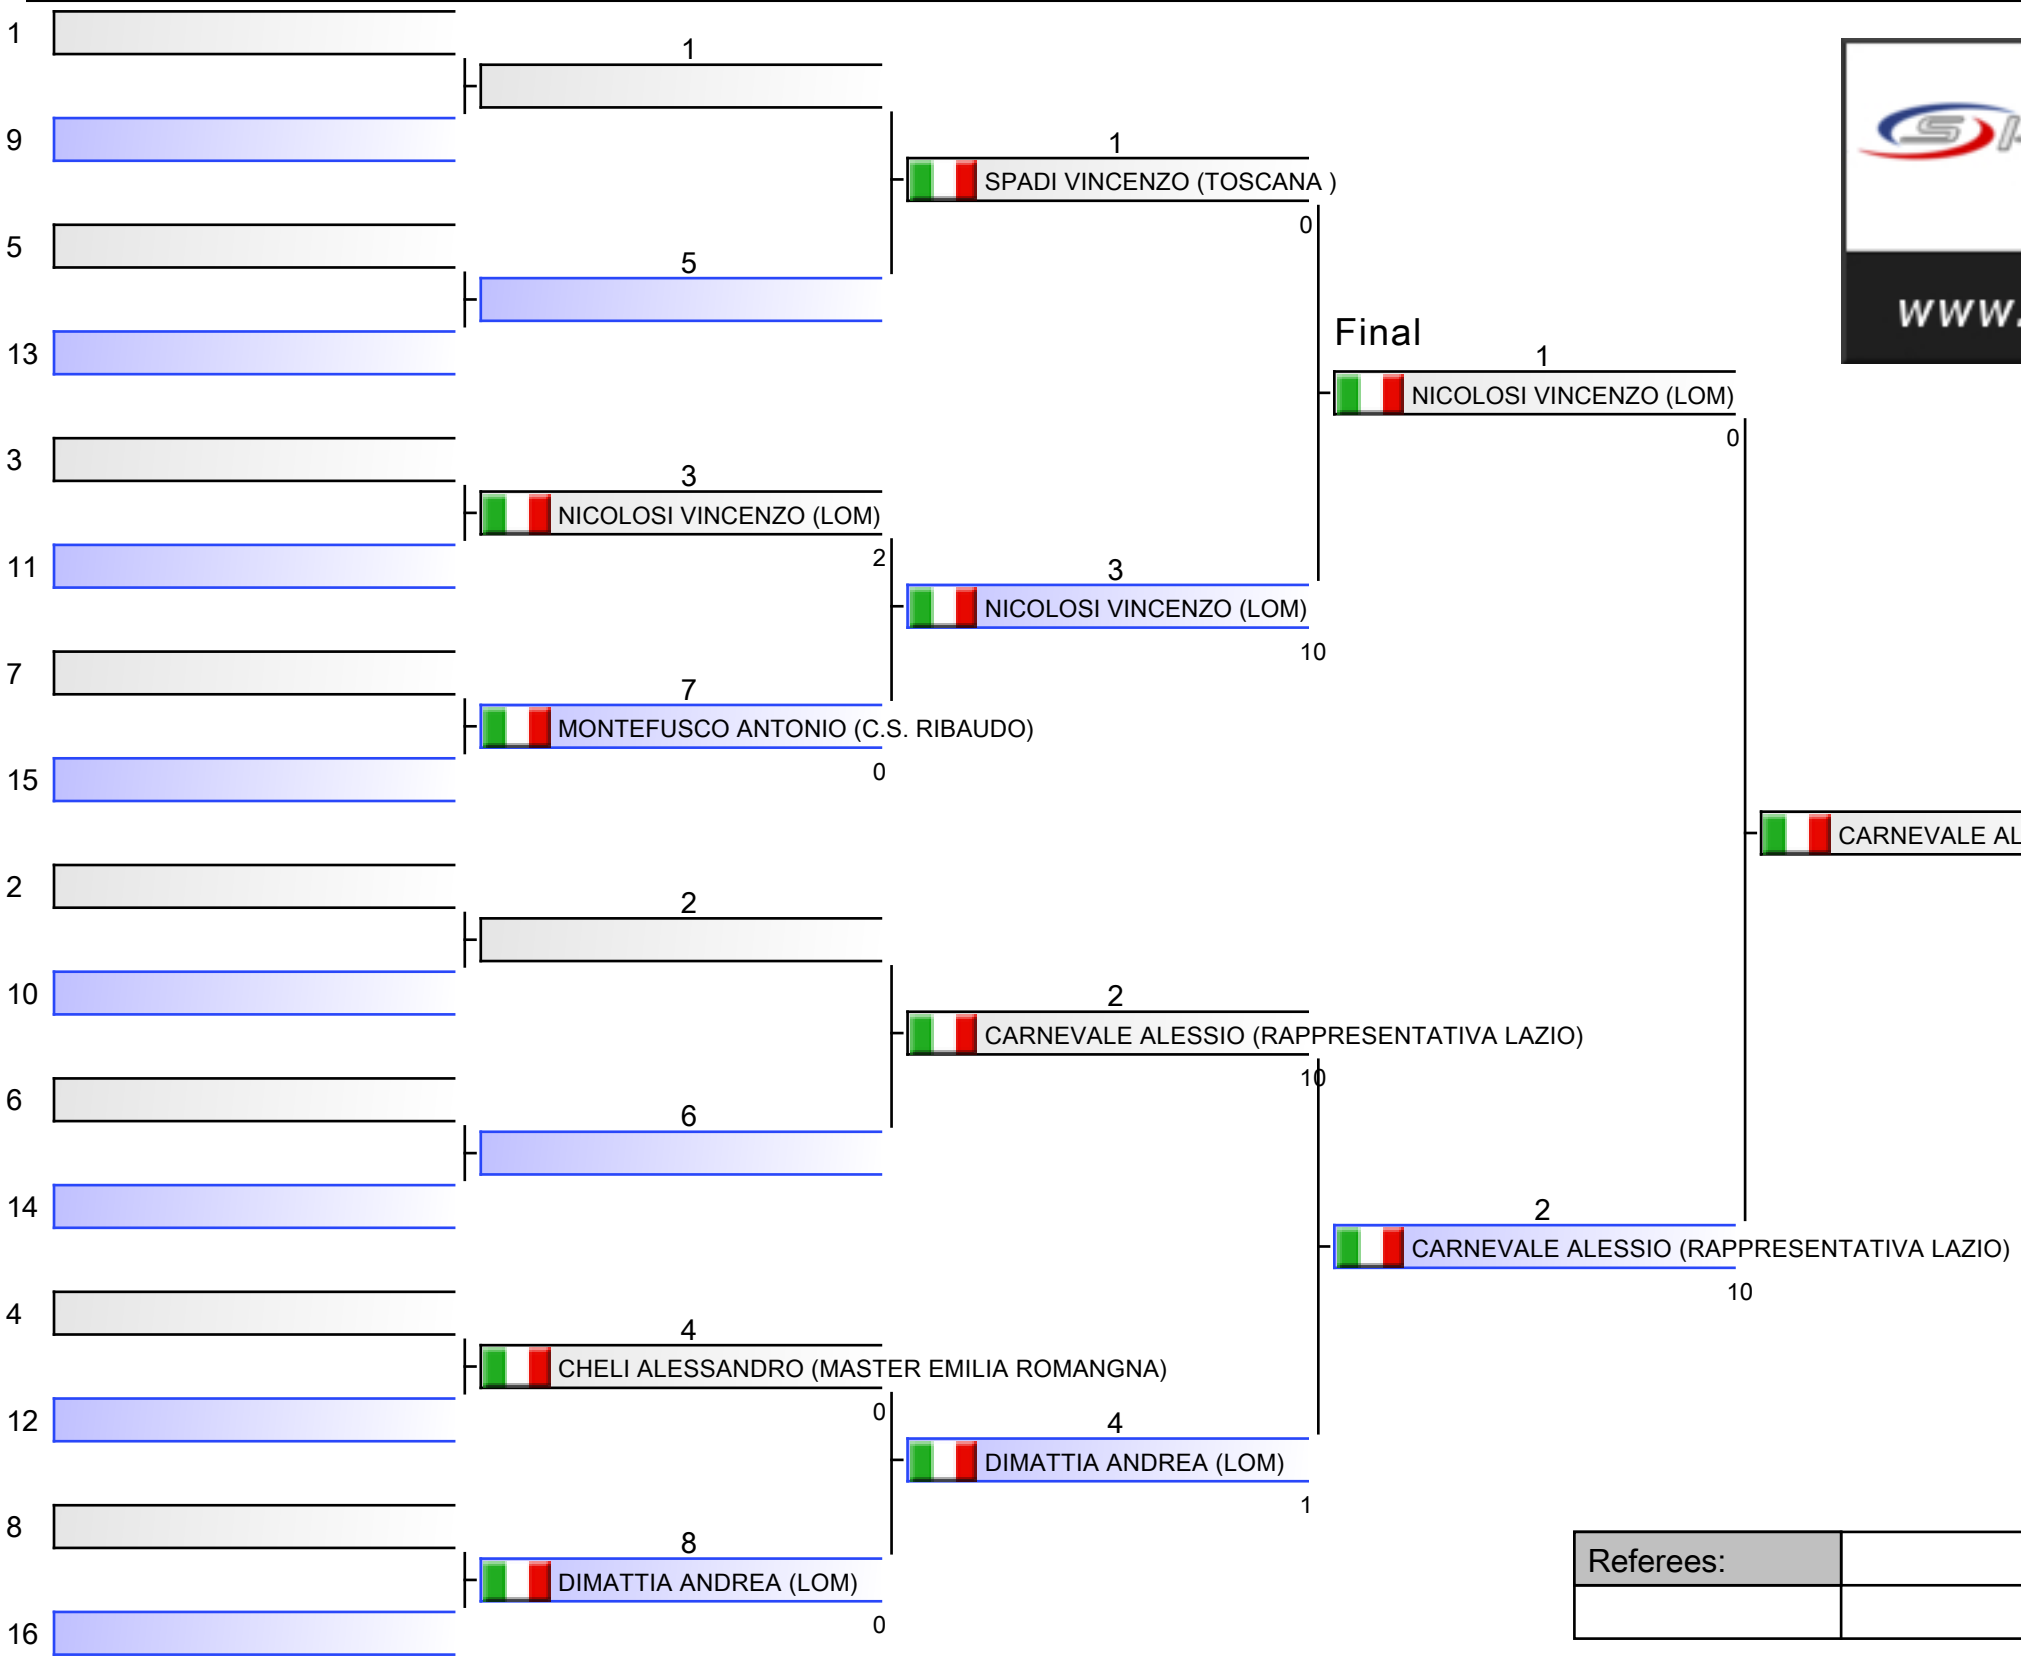 1
1
9
1
SPADI VINCENZO (TOSCANA )
0
5
5
13
Final
1
NICOLOSI VINCENZO (LOM)
0
www.
3
3
NICOLOSI VINCENZO (LOM)
2
11
3
NICOLOSI VINCENZO (LOM)
10
7
7
MONTEFUSCO ANTONIO (C.S. RIBAUDO)
0
15
CARNEVALE AL
2
2
10
2
CARNEVALE ALESSIO (RAPPRESENTATIVA LAZIO)
10
6
6
14
2
CARNEVALE ALESSIO (RAPPRESENTATIVA LAZIO)
10
4
4
CHELI ALESSANDRO (MASTER EMILIA ROMANGNA)
0
12
4
DIMATTIA ANDREA (LOM)
1
8
8
DIMATTIA ANDREA (LOM)
0
16
Referees: